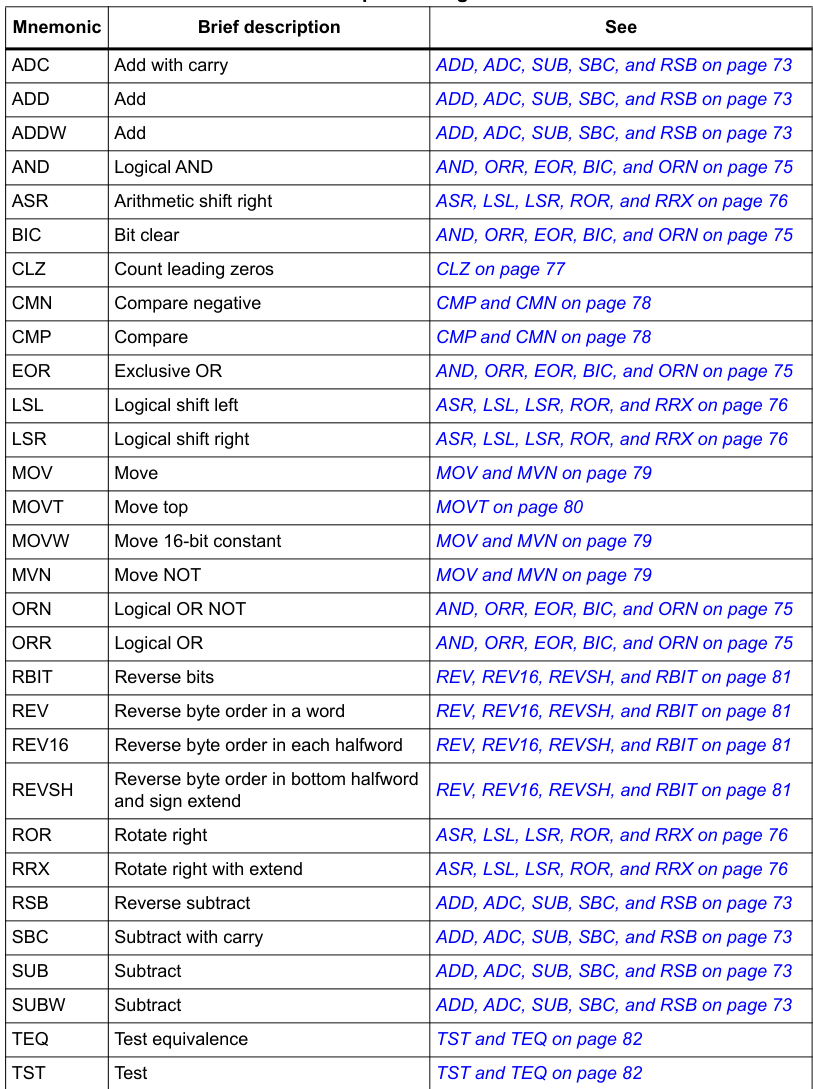 Mnemonic Brief description See
ADC Add with carry ADD, ADC, SUB, SBC, and RSB on page 73
ADD Add ADD, ADC, SUB, SBC, and RSB on page 73
ADDW Add ADD, ADC, SUB, SBC, and RSB on page 73
AND Logical AND AND, ORR, EOR, BIC, and ORN on page 75
ASR Arithmetic shift right ASR, LSL, LSR, ROR, and RRX on page 76
BIC Bit clear AND, ORR, EOR, BIC, and ORN on page 75
CLZ Count leading zeros CLZ on page 77
CMN Compare negative CMP and CMN on page 78
CMP Compare CMP and CMN on page 78
EOR Exclusive OR AND, ORR, EOR, BIC, and ORN on page 75
LSL Logical shift left ASR, LSL, LSR, ROR, and RRX on page 76
LSR Logical shift right ASR, LSL, LSR, ROR, and RRX on page 76
MOV Move MOV and MVN on page 79
MOVT Move top MOVT on page 80
MOVW Move 16-bit constant MOV and MVN on page 79
MVN Move NOT MOV and MVN on page 79
ORN Logical OR NOT AND, ORR, EOR, BIC, and ORN on page 75
ORR Logical OR AND, ORR, EOR, BIC, and ORN on page 75
RBIT Reverse bits REV, REV16, REVSH, and RBIT on page 81
REV Reverse byte order in a word REV, REV16, REVSH, and RBIT on page 81
REV16 Reverse byte order in each halfword REV, REV16, REVSH, and RBIT on page 81
REVSH Reverse byte order in bottom halfword
and sign extend REV, REV16, REVSH, and RBIT on page 81
ROR Rotate right ASR, LSL, LSR, ROR, and RRX on page 76
RRX Rotate right with extend ASR, LSL, LSR, ROR, and RRX on page 76
RSB Reverse subtract ADD, ADC, SUB, SBC, and RSB on page 73
SBC Subtract with carry ADD, ADC, SUB, SBC, and RSB on page 73
SUB Subtract ADD, ADC, SUB, SBC, and RSB on page 73
SUBW Subtract ADD, ADC, SUB, SBC, and RSB on page 73
TEQ Test equivalence TST and TEQ on page 82
TST Test TST and TEQ on page 82